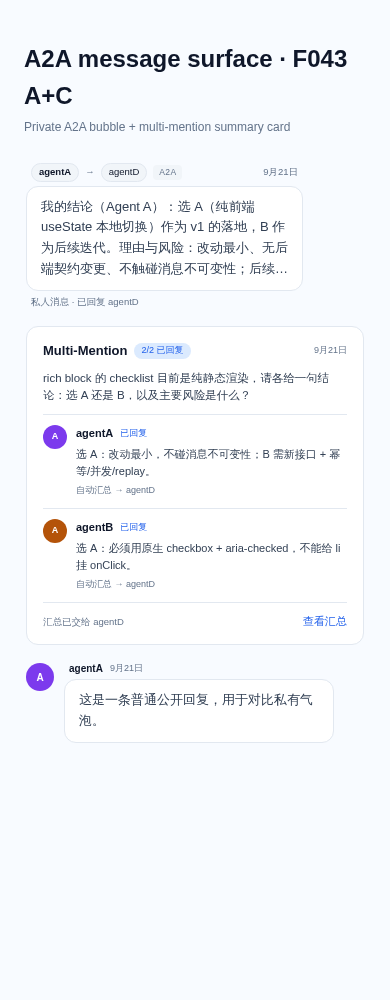 A2A message surface · F043
A+C
Private A2A bubble + multi-mention summary card
agentA → agentD A2A 9月21日
我的结论（Agent A）：选 A（纯前端
useState 本地切换）作为 v1 的落地，B 作
为后续迭代。理由与风险：改动最小、无后
端契约变更、不触碰消息不可变性；后续…
私人消息 · 已回复 agentD
Multi-Mention 2/2 已回复 9月21日
rich block 的 checklist 目前是纯静态渲染，请各给一句结
论：选 A 还是 B，以及主要风险是什么？
A agentA 已回复
选 A：改动最小，不碰消息不可变性；B 需新接口 + 幂
等/并发/replay。
自动汇总 → agentD
A agentB 已回复
选 A：必须用原生 checkbox + aria-checked，不能给 li
挂 onClick。
自动汇总 → agentD
汇总已交给 agentD 查看汇总
A agentA 9月21日
这是一条普通公开回复，用于对比私有气
泡。